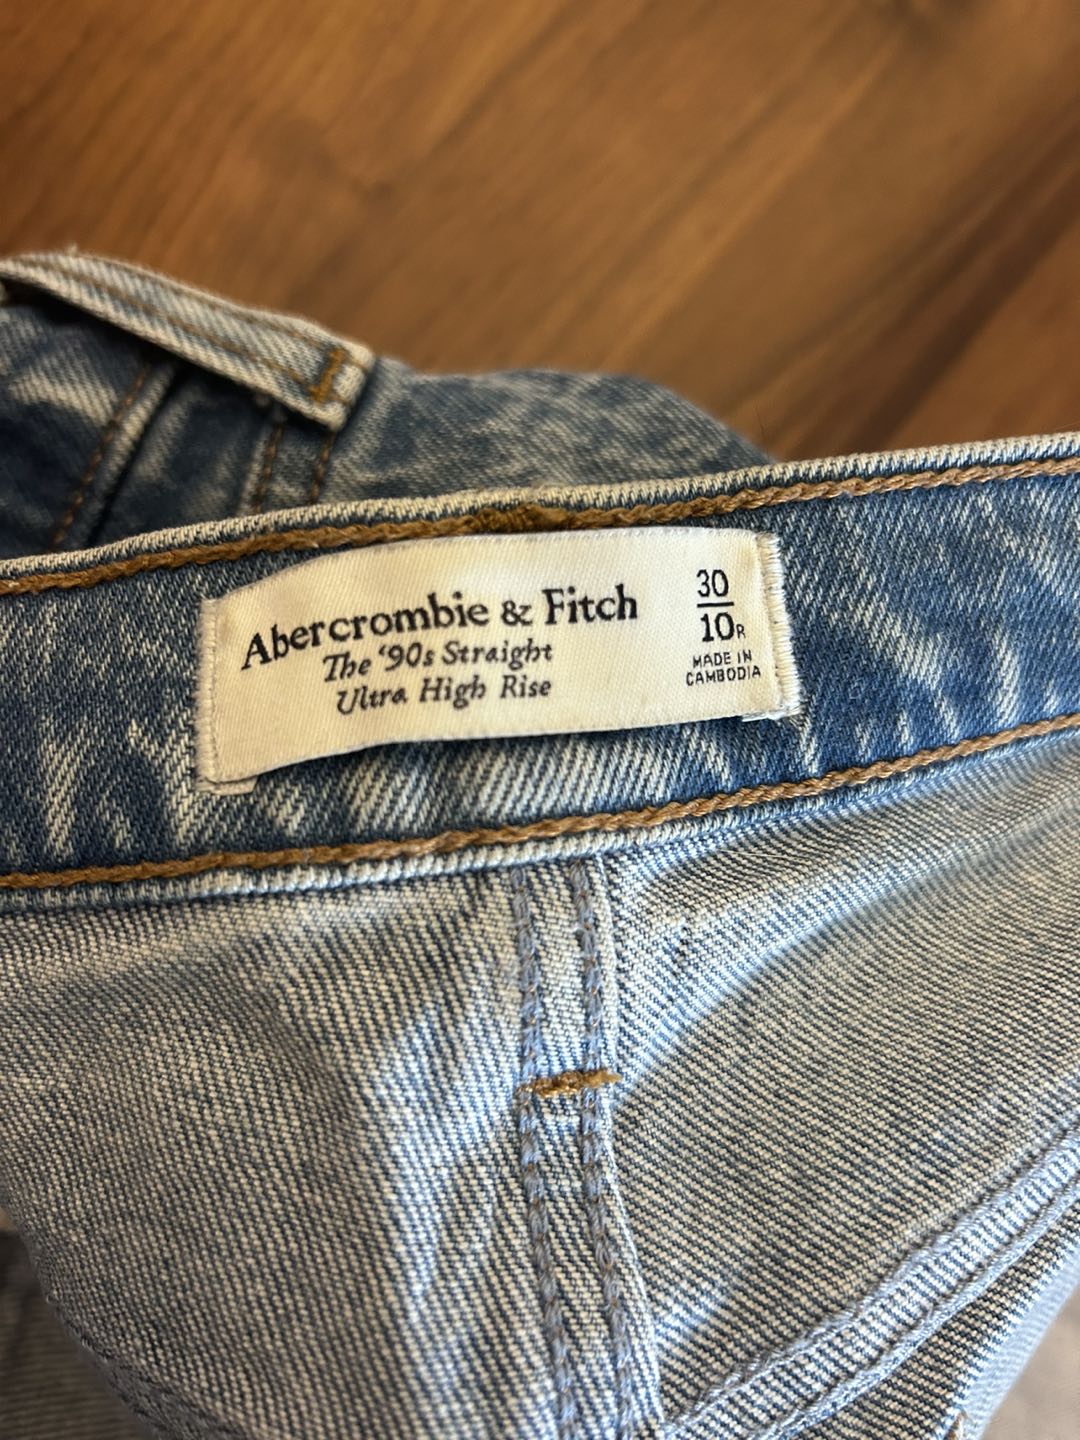 Abercrombie & Fitch
The ‘90s Straight
Ultra High Rise
30
10R
MADE IN
CAMBODIA